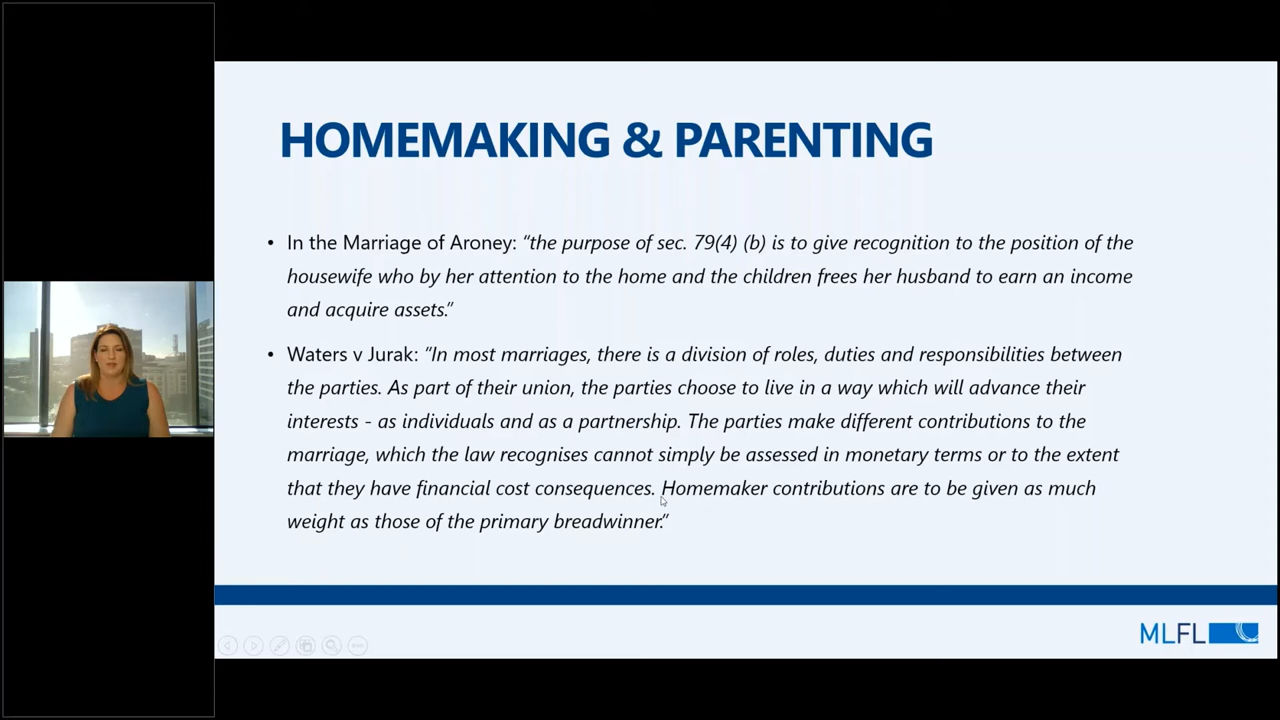 HOMEMAKING & PARENTING
• In the Marriage of Aroney: “the purpose of sec. 79(4) (b) is to give recognition to the position of the
housewife who by her attention to the home and the children frees her husband to earn an income
and acquire assets.”
• Waters v Jurak: “In most marriages, there is a division of roles, duties and responsibilities between
the parties. As part of their union, the parties choose to live in a way which will advance their
interests - as individuals and as a partnership. The parties make different contributions to the
marriage, which the law recognises cannot simply be assessed in monetary terms or to the extent
that they have financial cost consequences. Homemaker contributions are to be given as much
weight as those of the primary breadwinner.”
MLFL